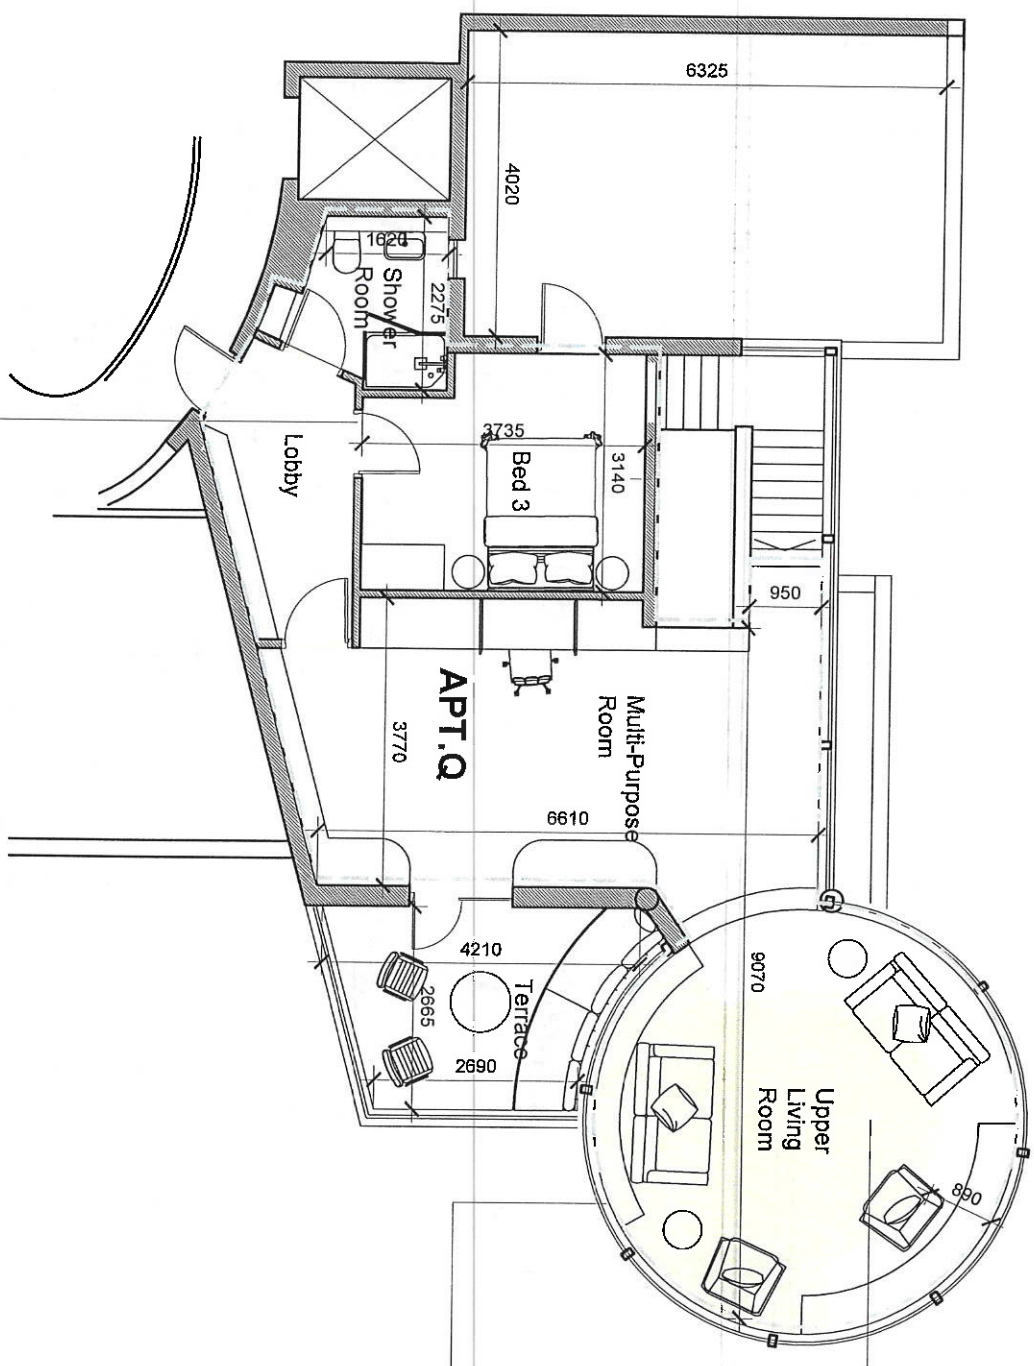 6325
4020
1620
Shower
Room
2275
3735
Bed 3
3140
Lobby
950
APT.Q
Multi-Purpose
Room
3770
6610
4210
Terrace
2665
2690
9070
Upper
Living
Room
890